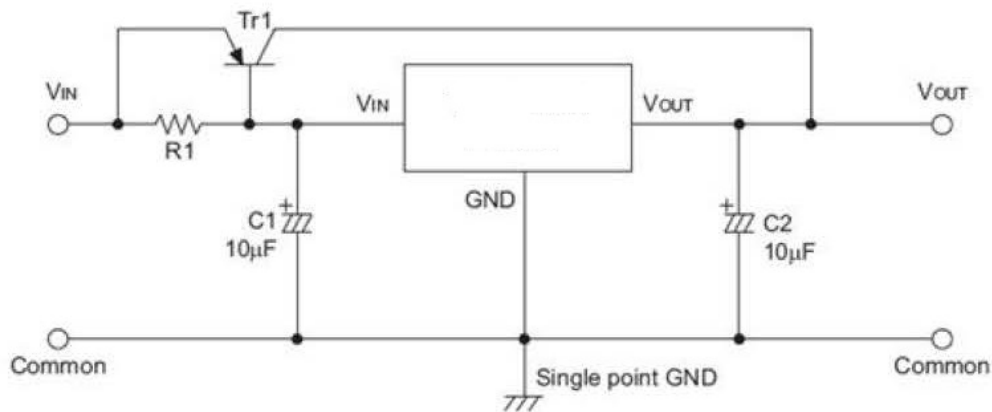 Tr1
VIN
VIN
VOUT
VOUT
R1
GND
C1
10μF
C2
10μF
+
+
Common
Single point GND
Common